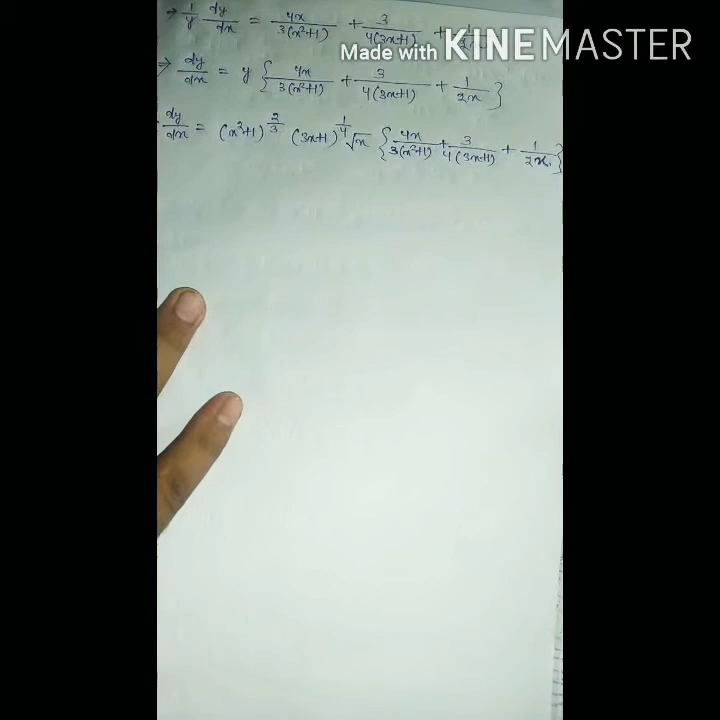 ⇒ 1/y dy/dx = 4x/3(x²+1) + 3/4(3x+1) + 1/2x
Made with KINEMASTER
⇒ dy/dx = y {4x/3(x²+1) + 3/4(3x+1) + 1/2x}
dy/dx = (x²+1)^2/3 (3x+1)^1/4 √x {4x/3(x²+1) + 3/4(3x+1) + 1/2x}